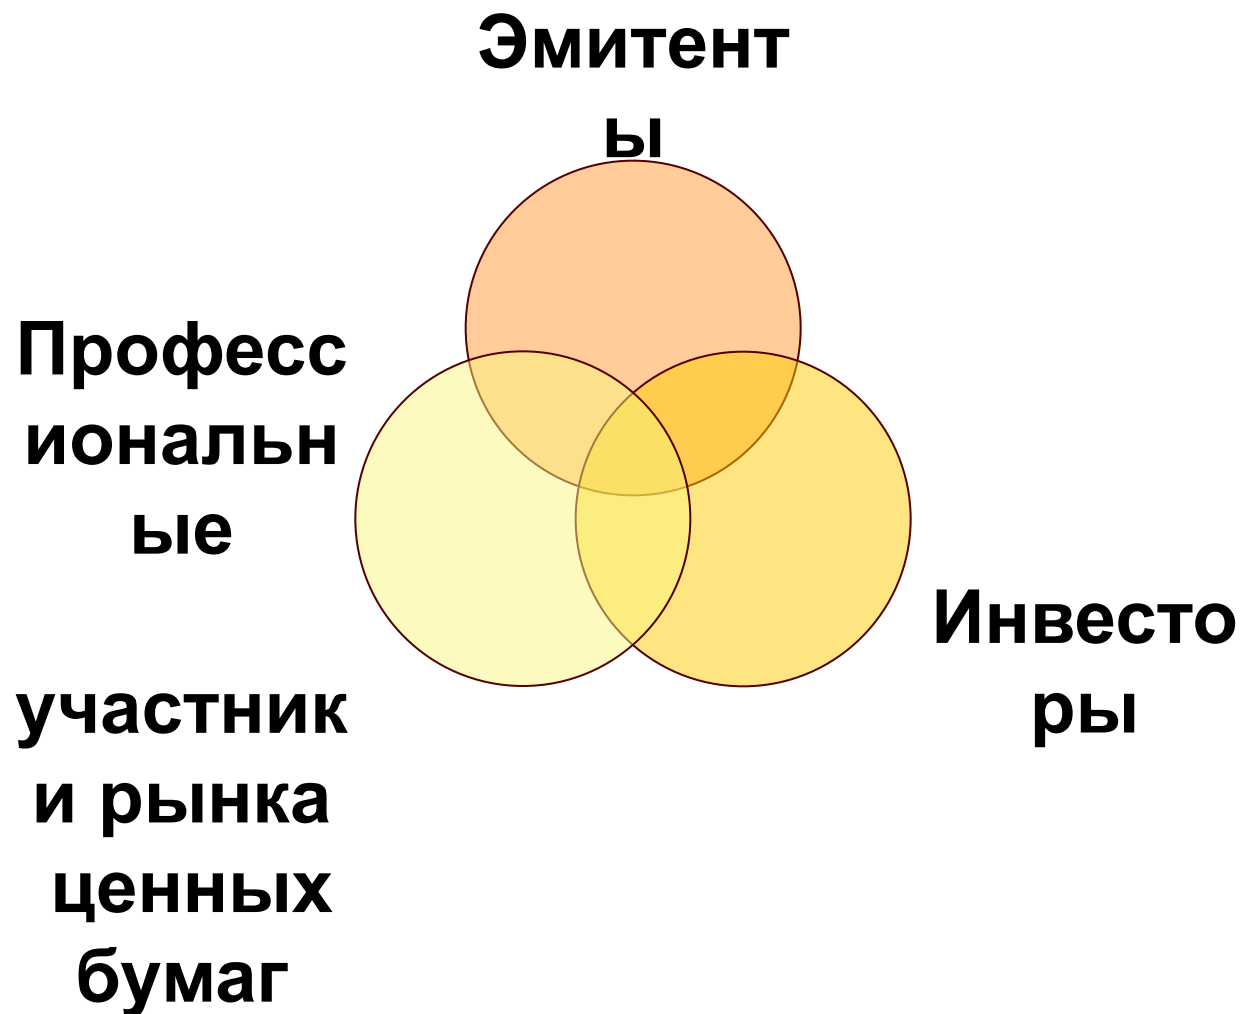 Эмитент
ы
Професс
иональн
ые
участник
и рынка
ценных
бумаг
Инвесто
ры